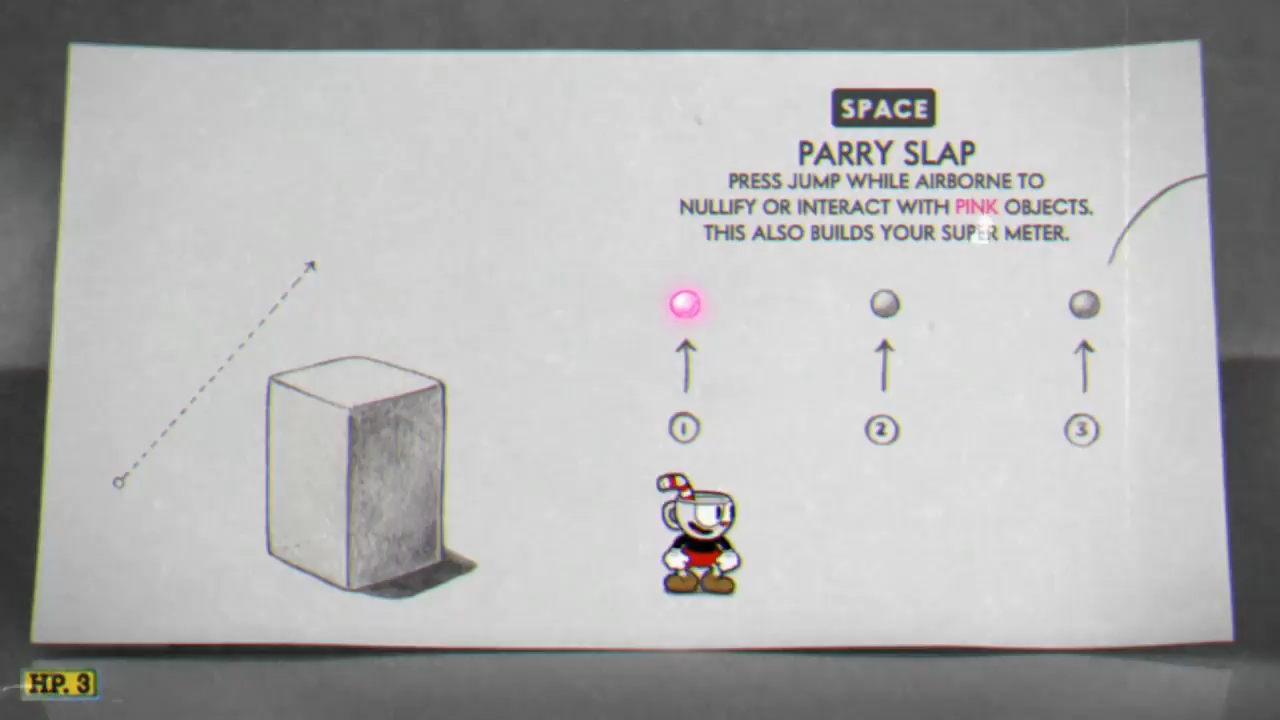 SPACE
PARRY SLAP
PRESS JUMP WHILE AIRBORNE TO
NULLIFY OR INTERACT WITH PINK OBJECTS.
THIS ALSO BUILDS YOUR SUPER METER.
1 2 3
HP. 3